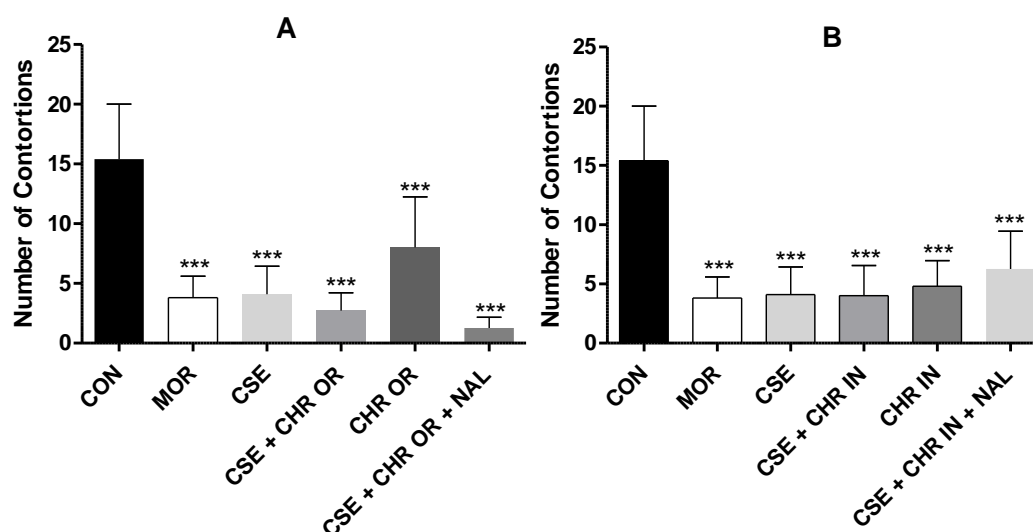 A
Number of Contortions
25
20
15
10
5
0
***
***
***
***
***
CON
MOR
CSE
CSE + CHR OR
CHR OR
CSE + CHR OR + NAL
B
Number of Contortions
25
20
15
10
5
0
***
***
***
***
***
CON
MOR
CSE
CSE + CHR IN
CHR IN
CSE + CHR IN + NAL